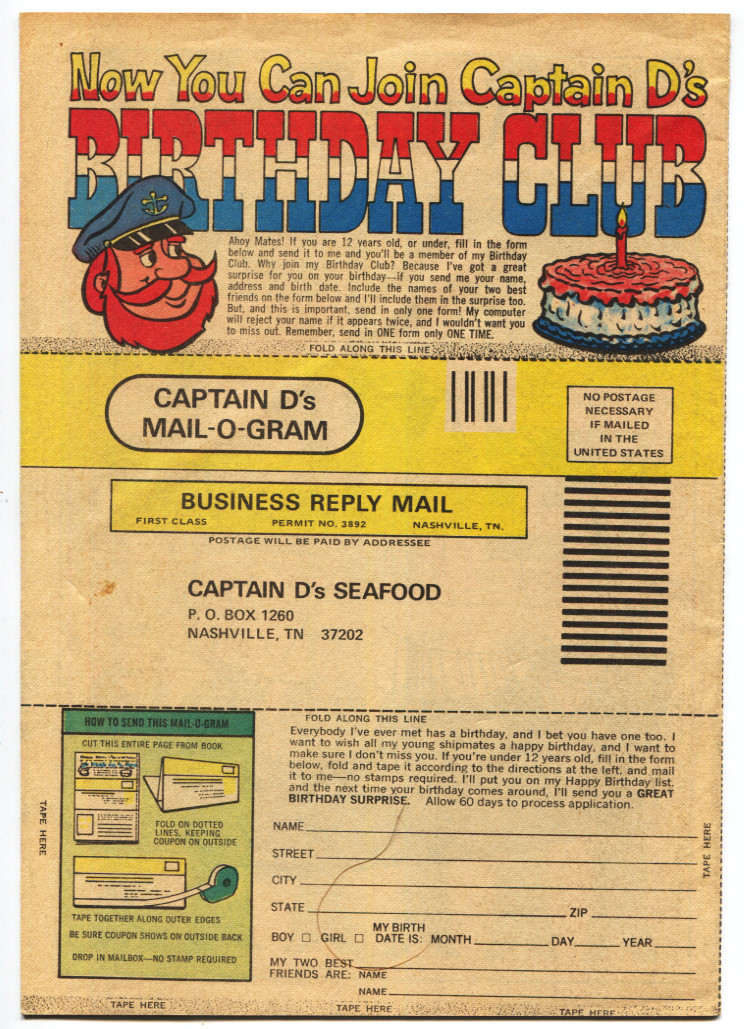 Now You Can Join Captain D's
BIRTHDAY CLUB
Ahoy Mates! If you are 12 years old, or under, fill in the form
below and send it to me and you'll be a member of my Birthday
Club. Why join my Birthday Club? Because I've got a great
surprise for you on your birthday—if you send me your name,
address and birth date. Include the names of your two best
friends on the form below and I'll include them in the surprise too.
But, and this is important, send in only one form! My computer
will reject your name if it appears twice, and I wouldn't want you
to miss out. Remember, send in ONE form only ONE TIME.
FOLD ALONG THIS LINE
CAPTAIN D's
MAIL-O-GRAM
NO POSTAGE
NECESSARY
IF MAILED
IN THE
UNITED STATES
BUSINESS REPLY MAIL
FIRST CLASS PERMIT NO. 3892 NASHVILLE, TN.
POSTAGE WILL BE PAID BY ADDRESSEE
CAPTAIN D's SEAFOOD
P. O. BOX 1260
NASHVILLE, TN 37202
HOW TO SEND THIS MAIL-O-GRAM
CUT THIS ENTIRE PAGE FROM BOOK
FOLD ON DOTTED
LINES, KEEPING
COUPON ON OUTSIDE
TAPE TOGETHER ALONG OUTER EDGES
BE SURE COUPON SHOWS ON OUTSIDE BACK
DROP IN MAILBOX—NO STAMP REQUIRED
TAPE HERE
FOLD ALONG THIS LINE
Everybody I've ever met has a birthday, and I bet you have one too. I
want to wish all my young shipmates a happy birthday, and I want to
make sure I don't miss you. If you're under 12 years old, fill in the form
below, fold and tape it according to the directions at the left, and mail
it to me—no stamps required. I'll put you on my Happy Birthday list,
and the next time your birthday comes around, I'll send you a GREAT
BIRTHDAY SURPRISE. Allow 60 days to process application.
NAME
STREET
CITY
STATE ZIP
MY BIRTH
BOY □ GIRL □ DATE IS: MONTH DAY YEAR
MY TWO BEST
FRIENDS ARE: NAME
NAME
TAPE HERE
TAPE HERE TAPE HERE TAPE HERE